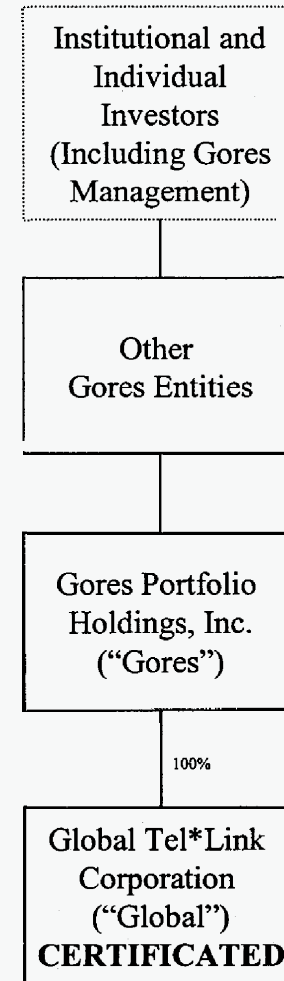 Institutional and
Individual
Investors
(Including Gores
Management)
Other
Gores Entities
Gores Portfolio
Holdings, Inc.
(“Gores”)
100%
Global Tel*Link
Corporation
(“Global”)
CERTIFICATED